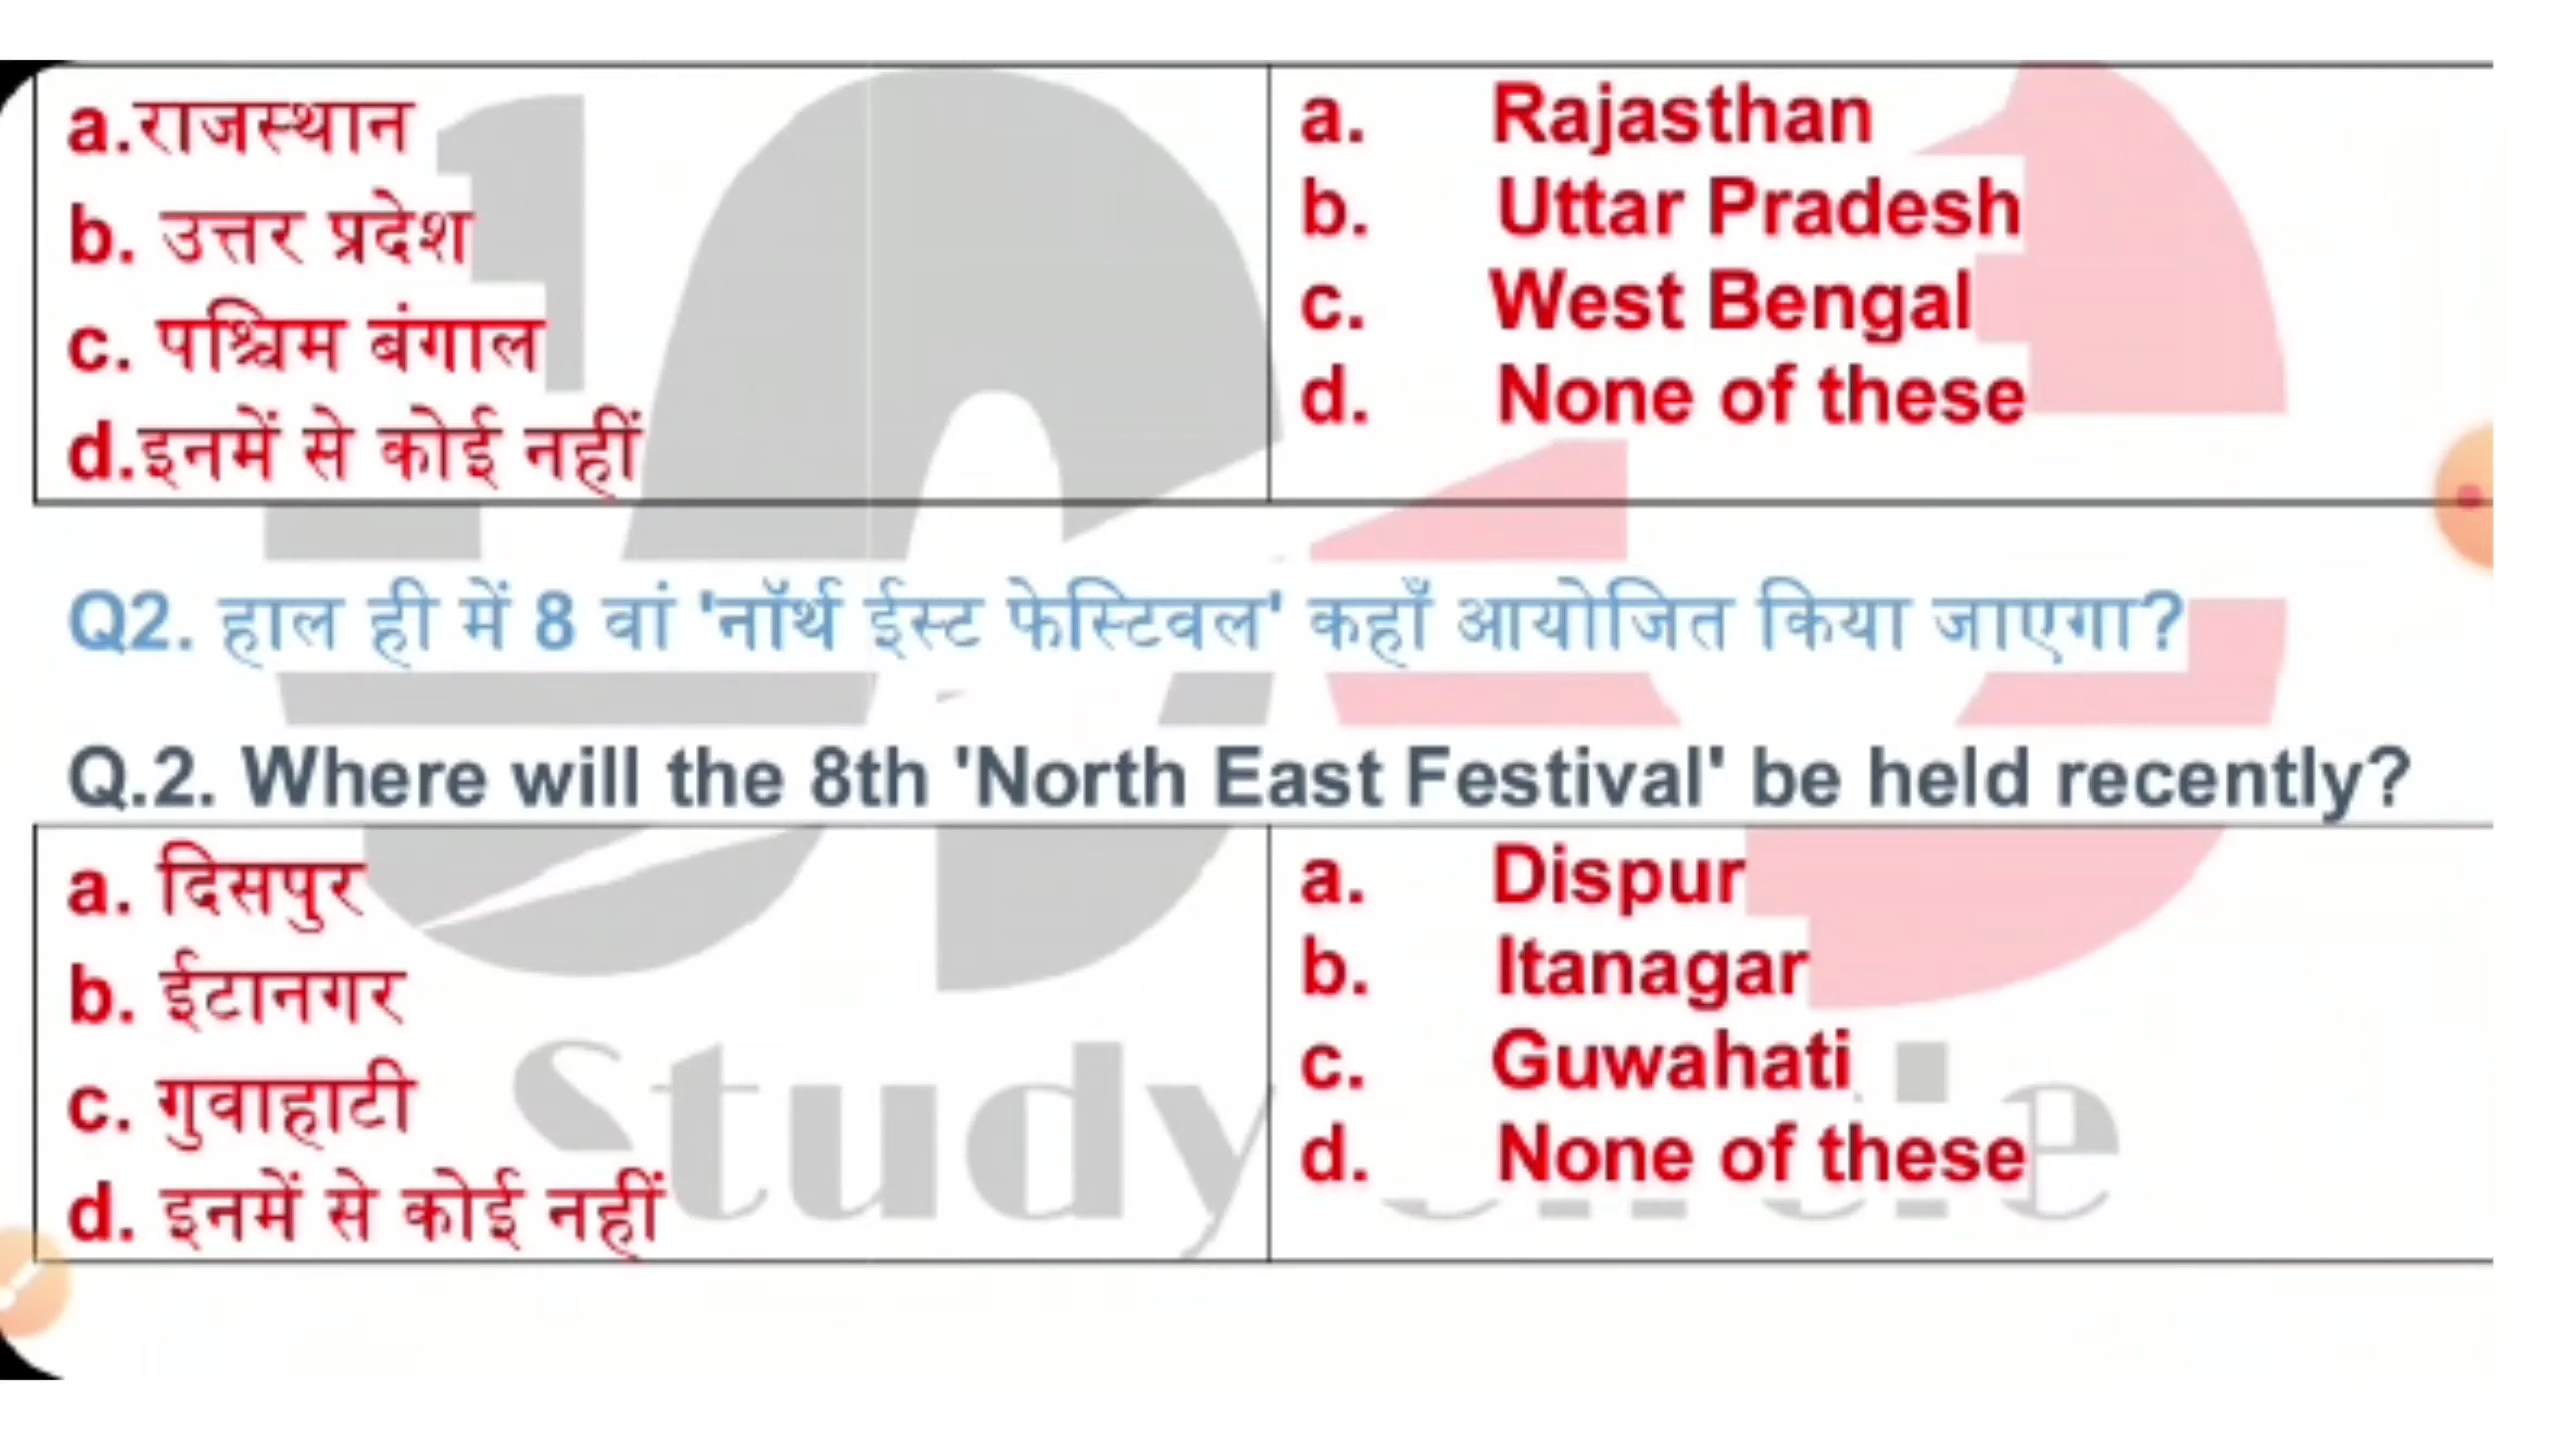 a.राजस्थान
b. उत्तर प्रदेश
c. पश्चिम बंगाल
d.इनमें से कोई नहीं
a. Rajasthan
b. Uttar Pradesh
c. West Bengal
d. None of these
Q2. हाल ही में 8 वां 'नॉर्थ ईस्ट फेस्टिवल' कहाँ आयोजित किया जाएगा?
Q.2. Where will the 8th 'North East Festival' be held recently?
a. दिसपुर
b. ईटानगर
c. गुवाहाटी
d. इनमें से कोई नहीं
a. Dispur
b. Itanagar
c. Guwahati
d. None of these
Study